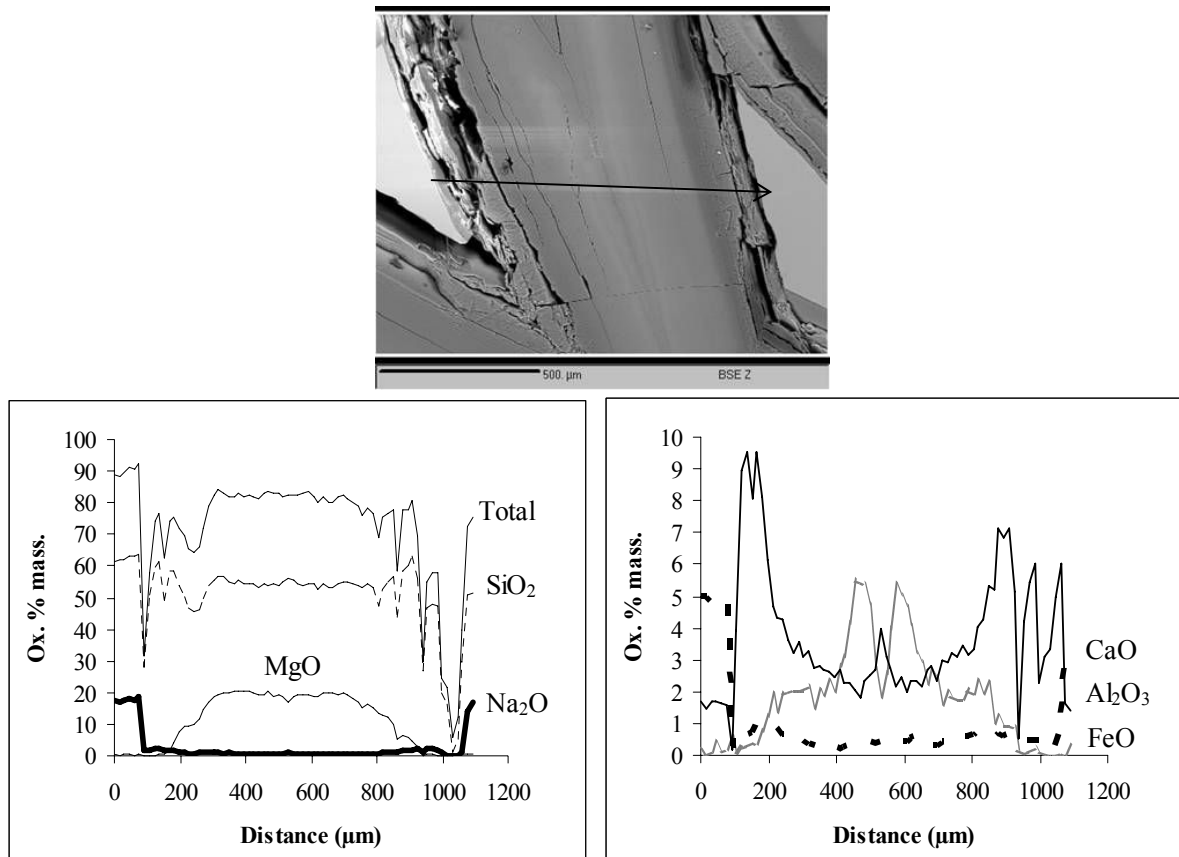 500. µm BSE Z
100
90
80
70
60
50
40
30
20
10
0
Ox. % mass.
Total
SiO₂
MgO
Na₂O
0 200 400 600 800 1000 1200
Distance (µm)
10
9
8
7
6
5
4
3
2
1
0
Ox. % mass.
CaO
Al₂O₃
FeO
0 200 400 600 800 1000 1200
Distance (µm)